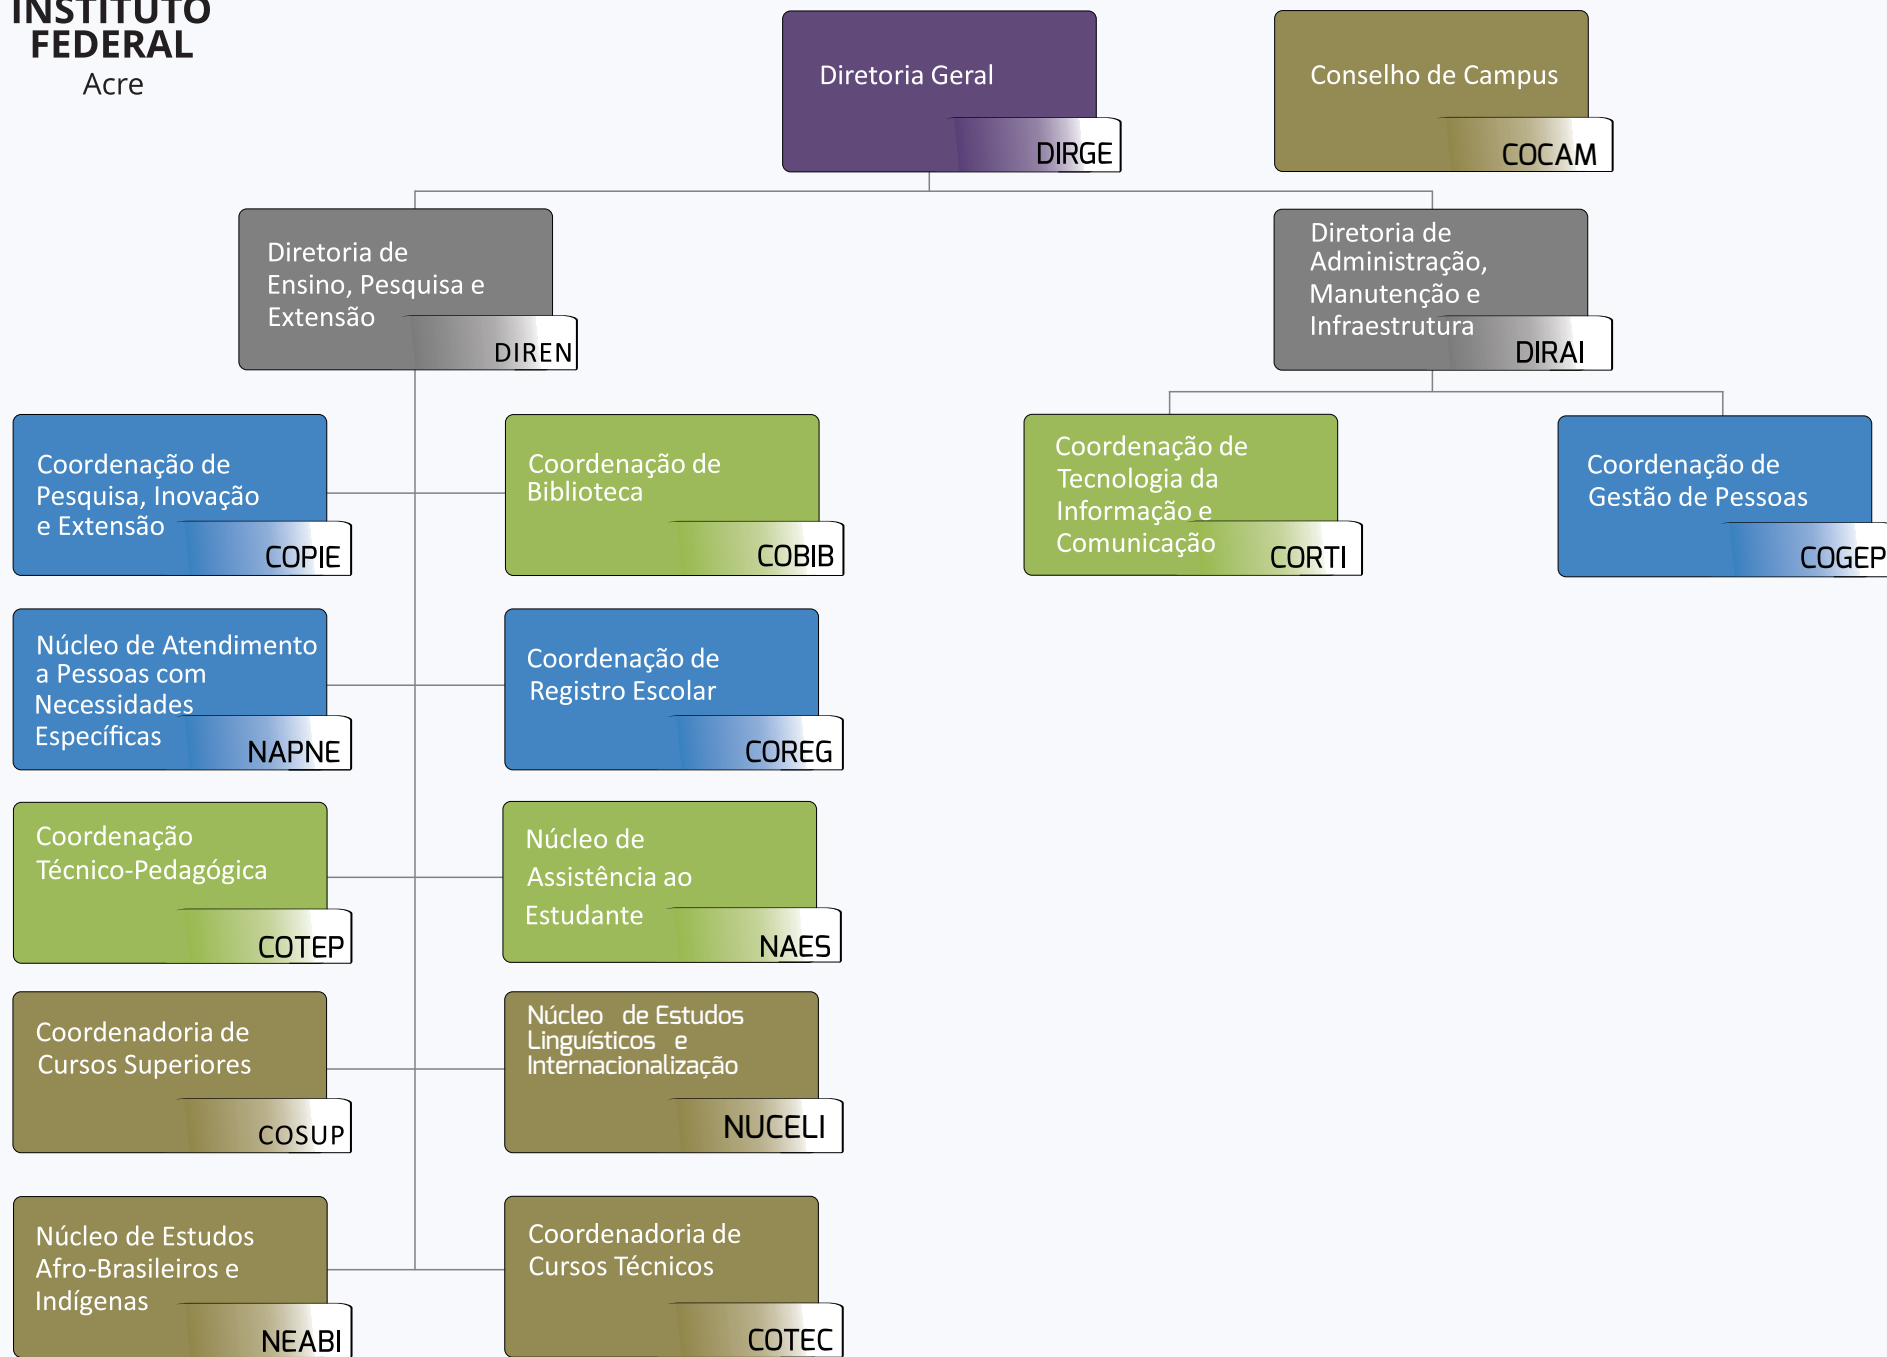 INSTITUTO
FEDERAL
Acre
Diretoria Geral
DIRGE
Conselho de Campus
COCAM
Diretoria de
Ensino, Pesquisa e
Extensão
DIREN
Diretoria de
Administração,
Manutenção e
Infraestrutura
DIRAI
Coordenação de
Pesquisa, Inovação
e Extensão
COPIE
Coordenação de
Biblioteca
COBIB
Coordenação de
Tecnologia da
Informação e
Comunicação
CORTI
Coordenação de
Gestão de Pessoas
COGEP
Núcleo de Atendimento
a Pessoas com
Necessidades
Específicas
NAPNE
Coordenação de
Registro Escolar
COREG
Coordenação
Técnico-Pedagógica
COTEP
Núcleo de
Assistência ao
Estudante
NAES
Coordenadoria de
Cursos Superiores
COSUP
Núcleo de Estudos
Linguísticos e
Internacionalização
NUCELI
Núcleo de Estudos
Afro-Brasileiros e
Indígenas
NEABI
Coordenadoria de
Cursos Técnicos
COTEC